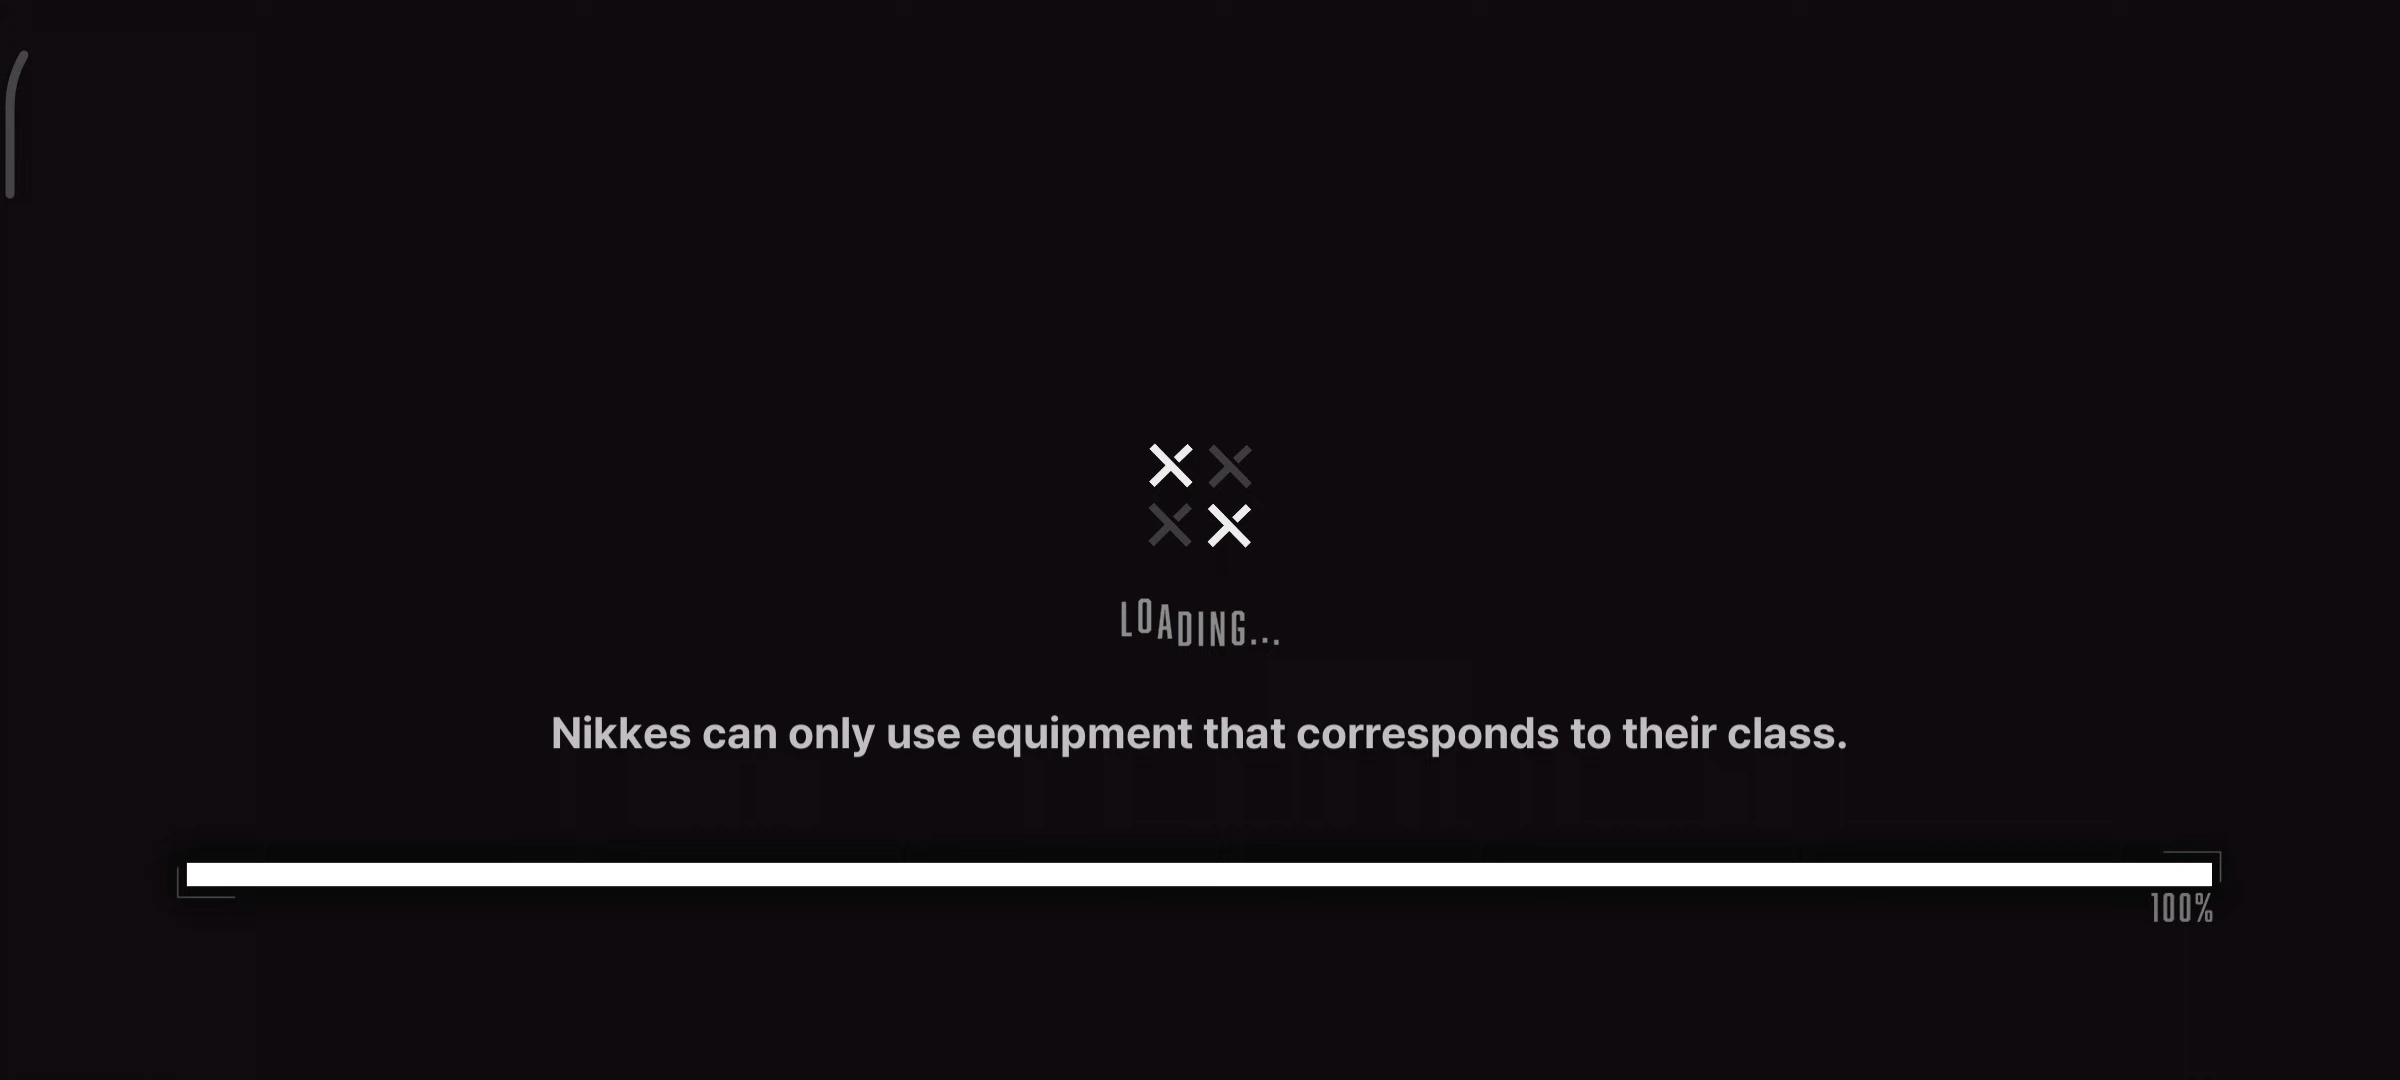 LOADING...
Nikkes can only use equipment that corresponds to their class.
100%